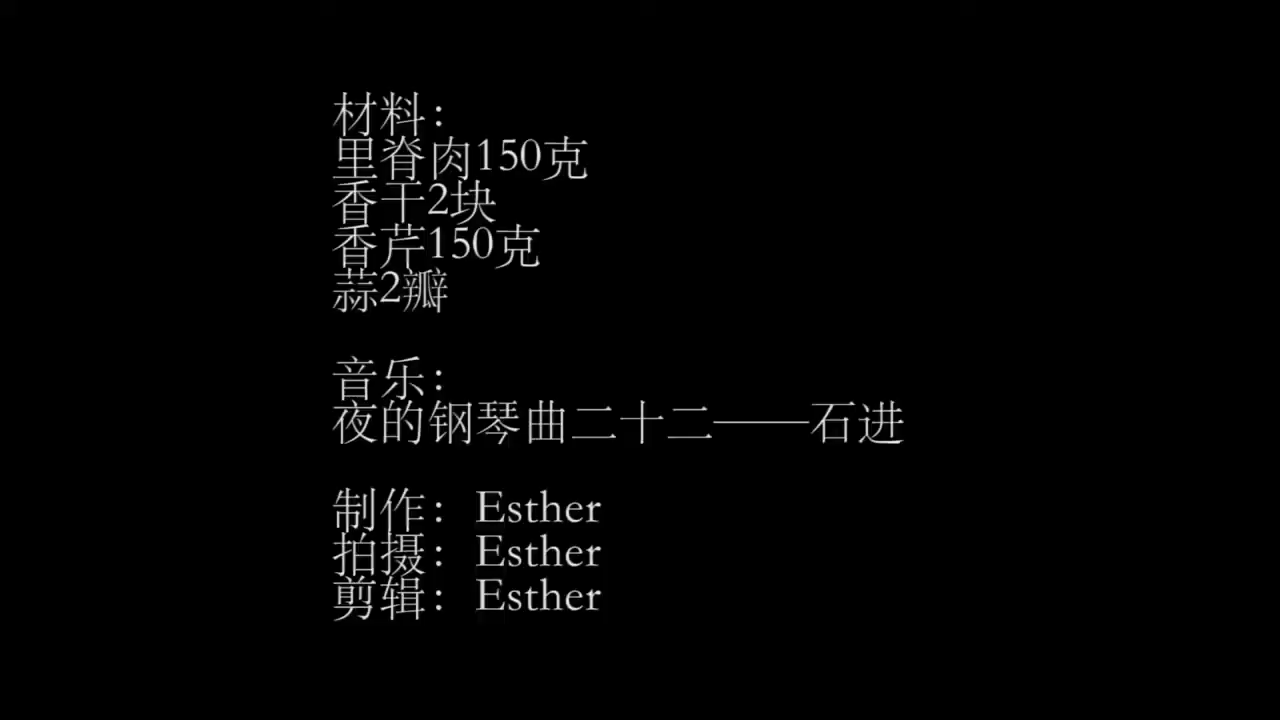 材料：
里脊肉150克
香干2块
香芹150克
蒜2瓣
音乐：
夜的钢琴曲二十二——石进
制作：Esther
拍摄：Esther
剪辑：Esther